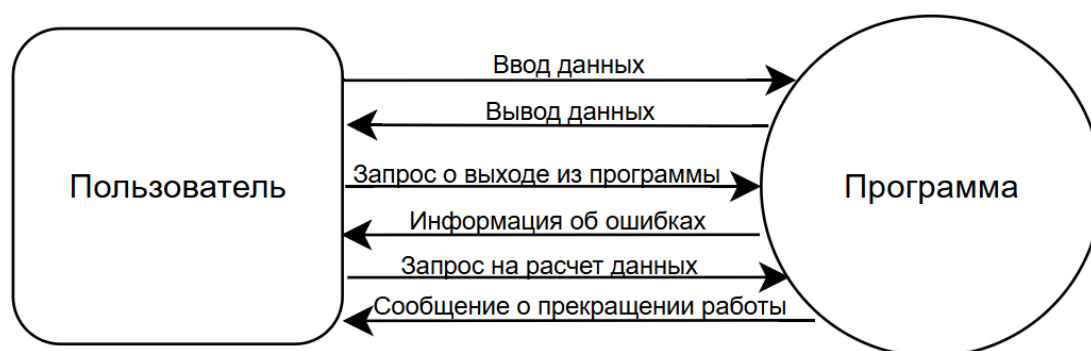 Ввод данных
Вывод данных
Пользователь
Запрос о выходе из программы
Программа
Информация об ошибках
Запрос на расчет данных
Сообщение о прекращении работы